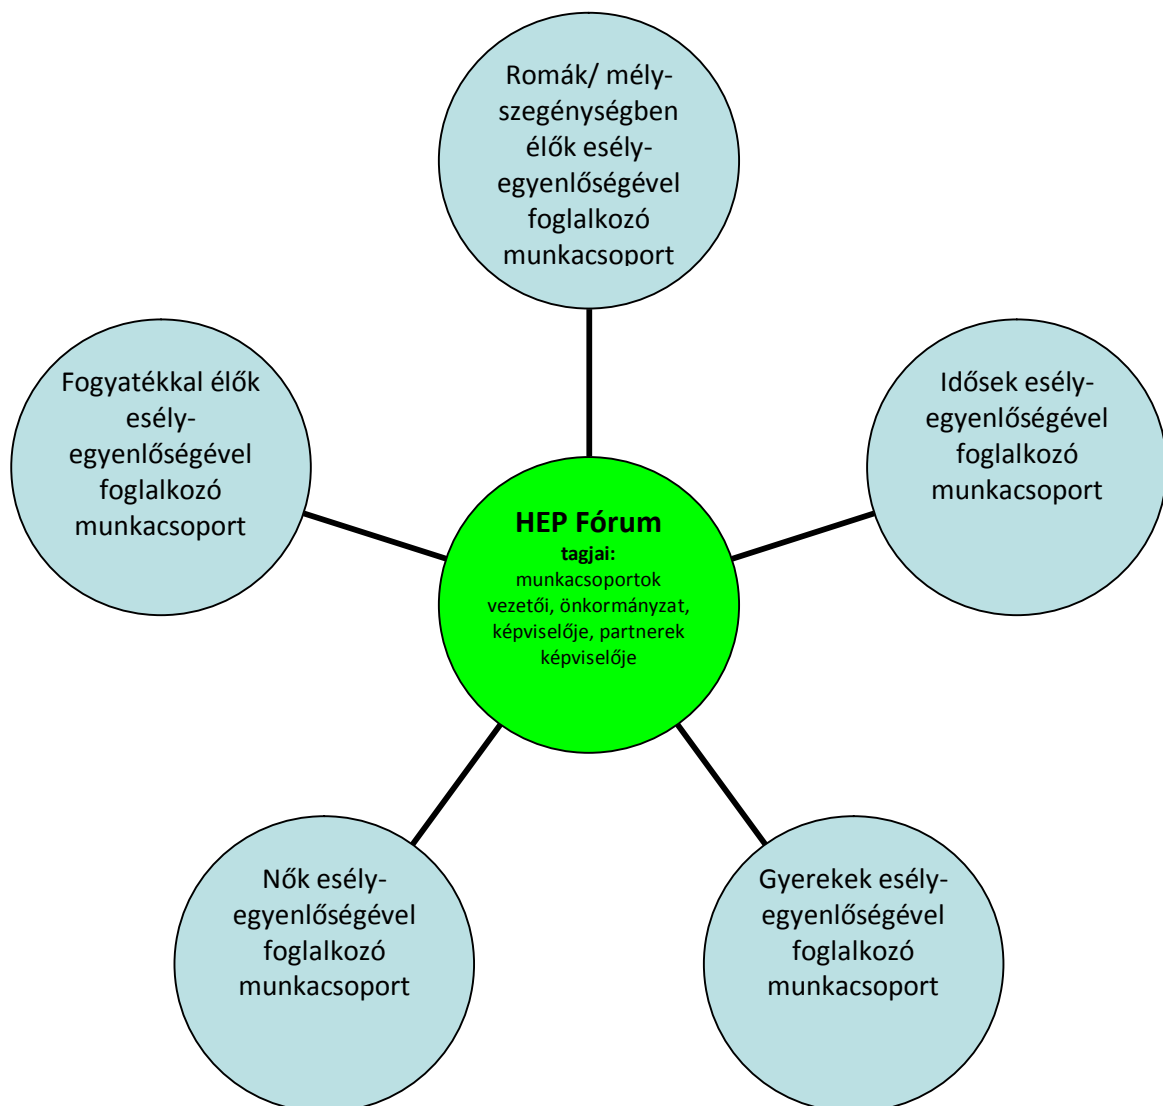 Romák/ mély-
szegénységben
élők esély-
egyenlőségével
foglalkozó
munkacsoport
Fogyatékkal élők
esély-
egyenlőségével
foglalkozó
munkacsoport
Idősek esély-
egyenlőségével
foglalkozó
munkacsoport
HEP Fórum
tagjai:
munkacsoportok
vezetői, önkormányzat,
képviselője, partnerek
képviselője
Nők esély-
egyenlőségével
foglalkozó
munkacsoport
Gyerekek esély-
egyenlőségével
foglalkozó
munkacsoport